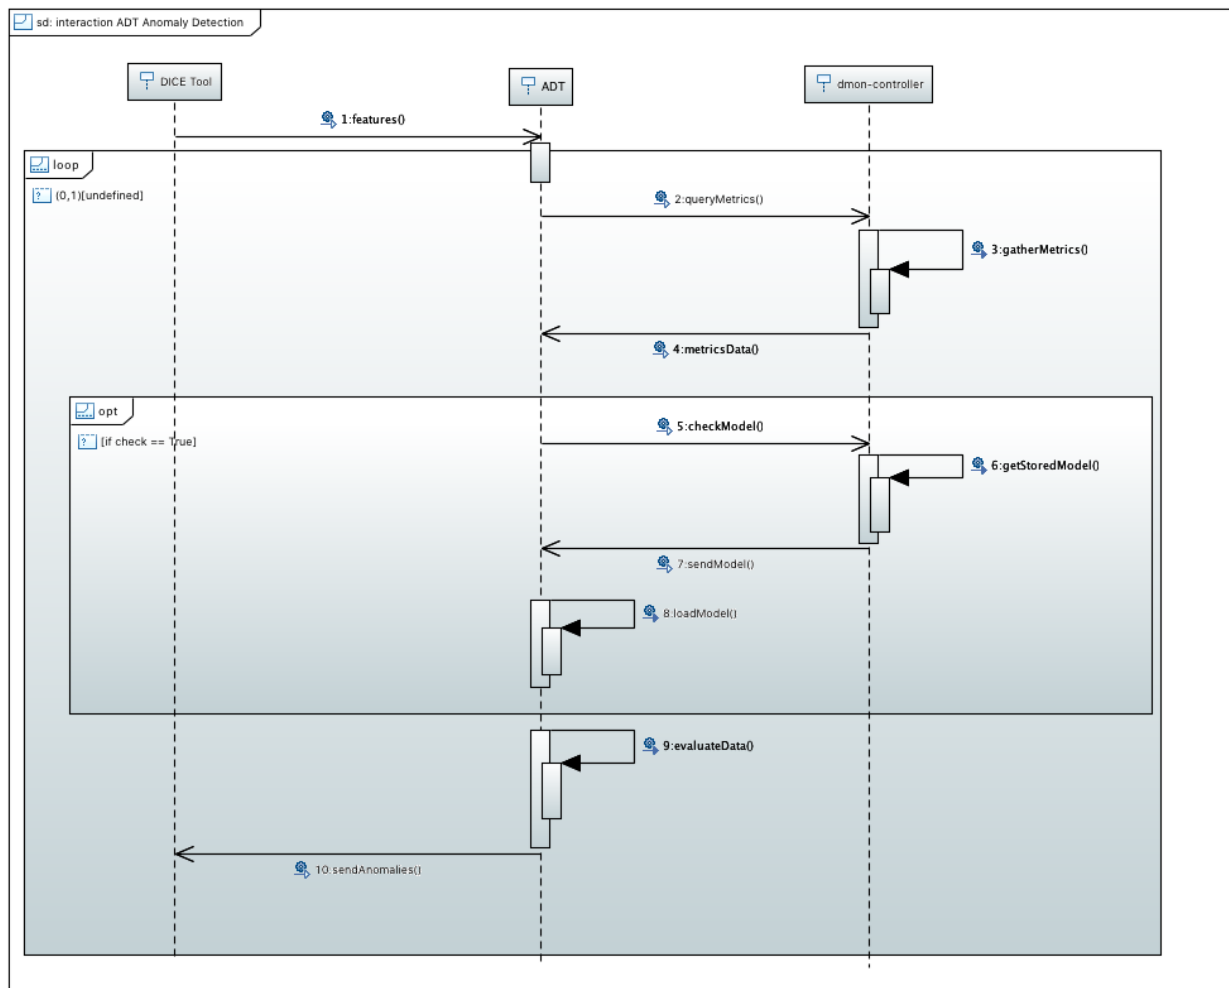 sd: interaction ADT Anomaly Detection
DICE Tool
ADT
dmon-controller
1:features()
loop
(0,1)[undefined]
2:queryMetrics()
3:gatherMetrics()
4:metricsData()
opt
[if check == True]
5:checkModel()
6:getStoredModel()
7:sendModel()
8:loadModel()
9:evaluateData()
10:sendAnomalies()